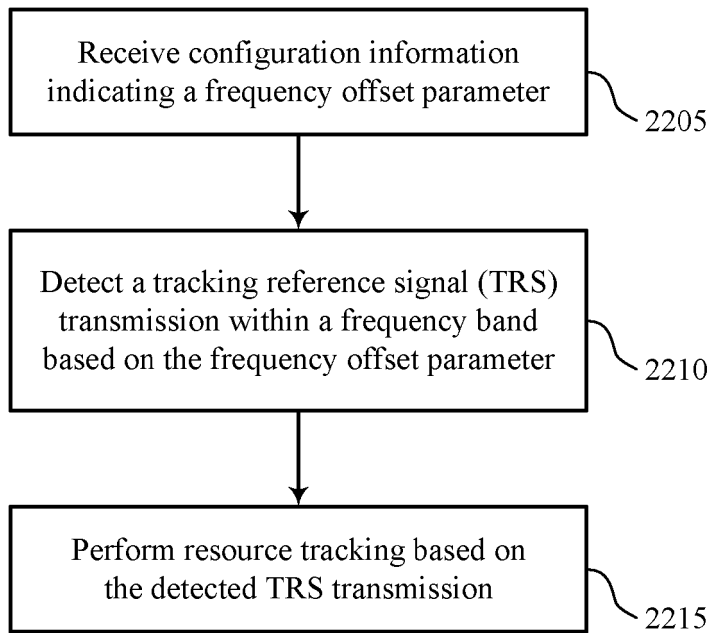 Receive configuration information
indicating a frequency offset parameter
2205
Detect a tracking reference signal (TRS)
transmission within a frequency band
based on the frequency offset parameter
2210
Perform resource tracking based on
the detected TRS transmission
2215